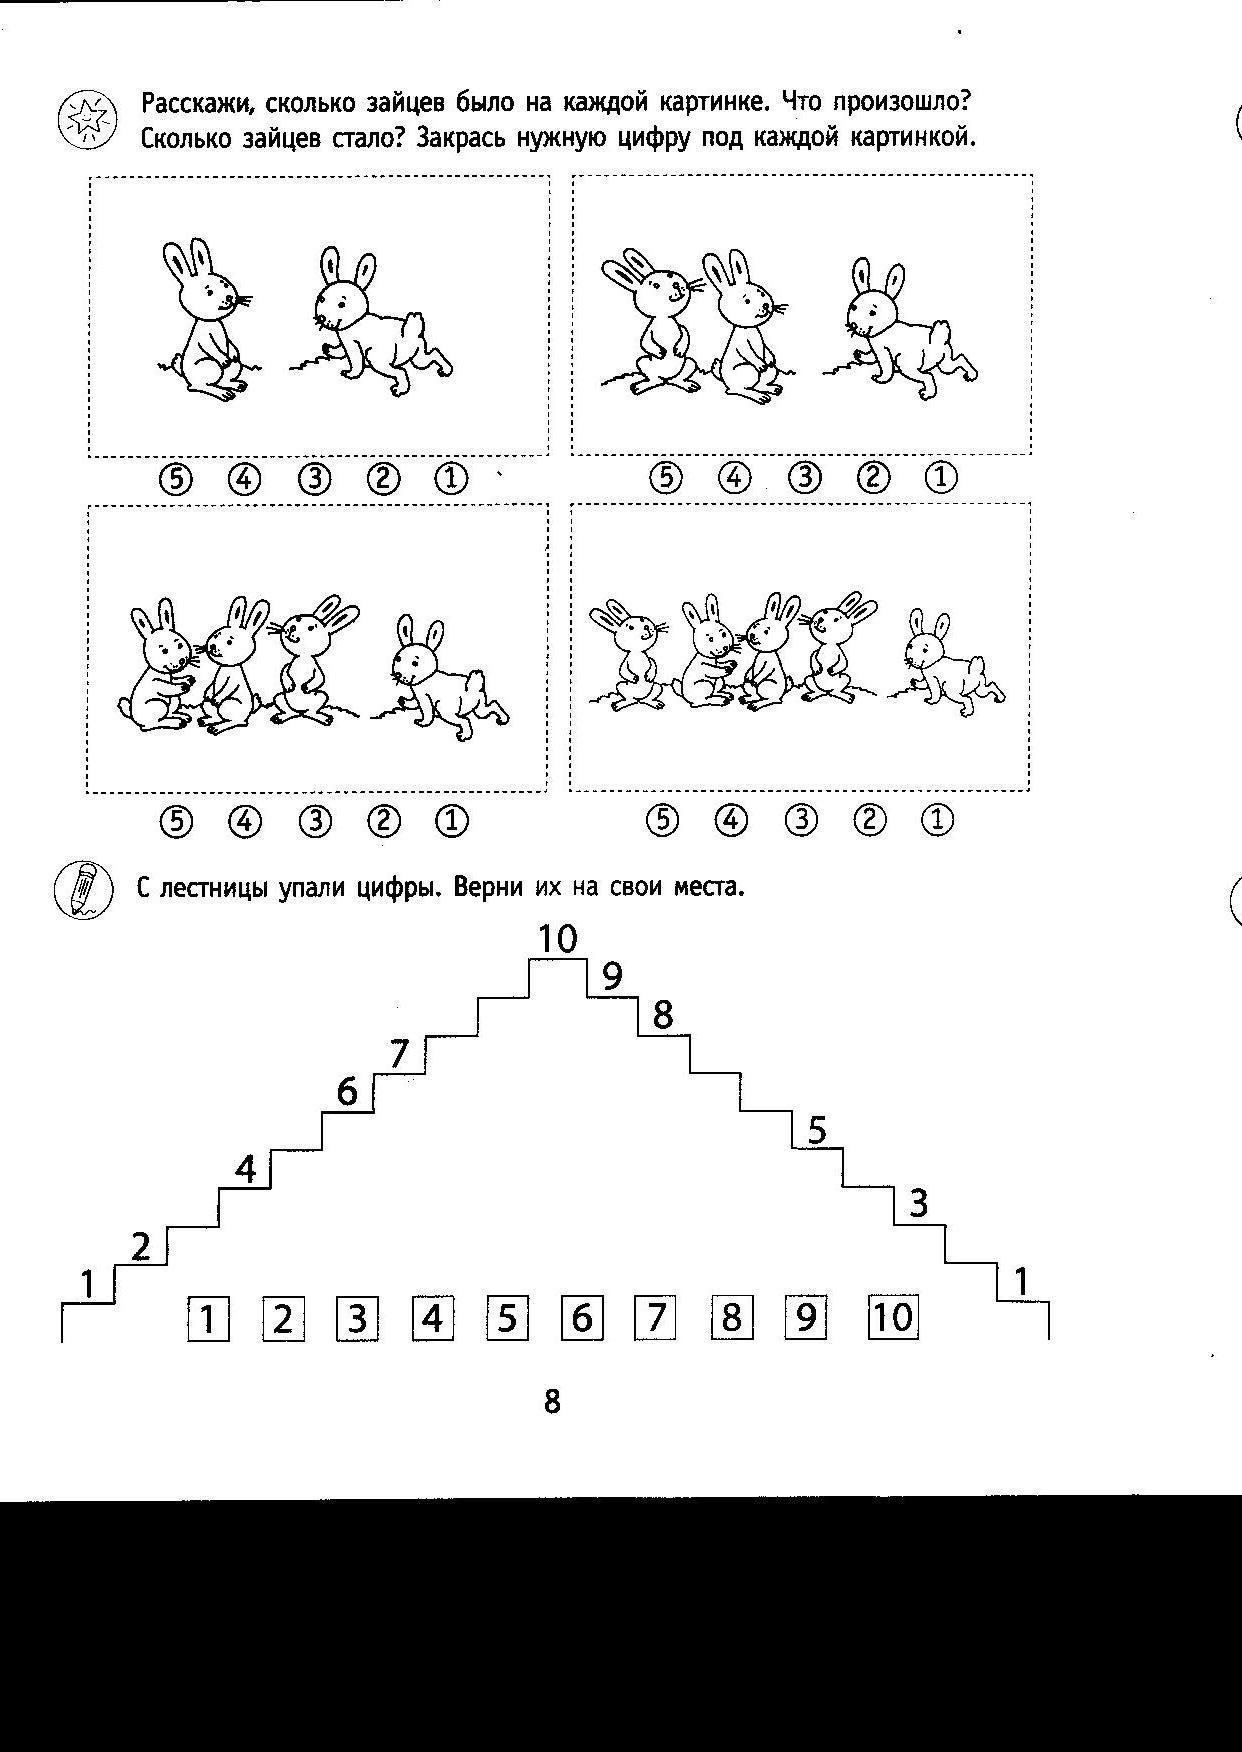 Расскажи, сколько зайцев было на каждой картинке. Что произошло?
Сколько зайцев стало? Закрась нужную цифру под каждой картинкой.
5 4 3 2 1
5 4 3 2 1
5 4 3 2 1
5 4 3 2 1
С лестницы упали цифры. Верни их на свои места.
10
9
8
7
6
5
4
3
2
1
1
1 2 3 4 5 6 7 8 9 10
8